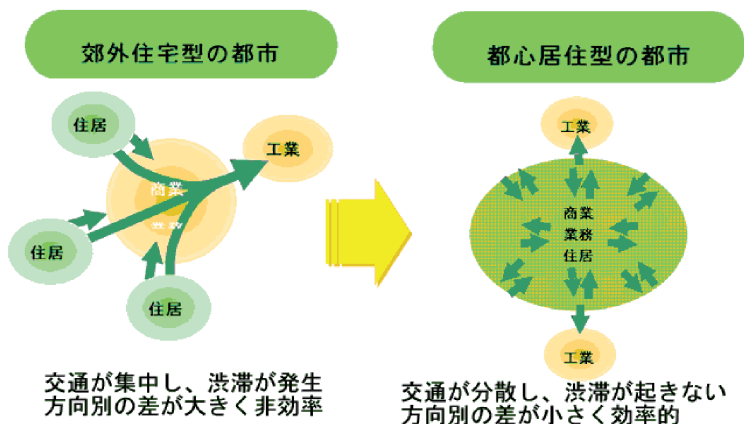 郊外住宅型の都市
住居
商業
業務
工業
住居
住居
交通が集中し、渋滞が発生
方向別の差が大きく非効率
都心居住型の都市
工業
商業
業務
住居
工業
交通が分散し、渋滞が起きない
方向別の差が小さく効率的